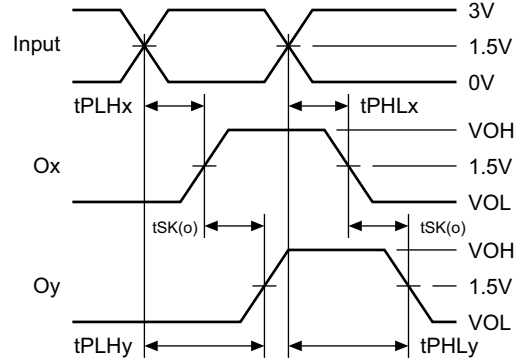 3V
Input
1.5V
0V
tPLHx
tPHLx
VOH
Ox
1.5V
VOL
tSK(o)
tSK(o)
VOH
Oy
1.5V
VOL
tPLHy
tPHLy